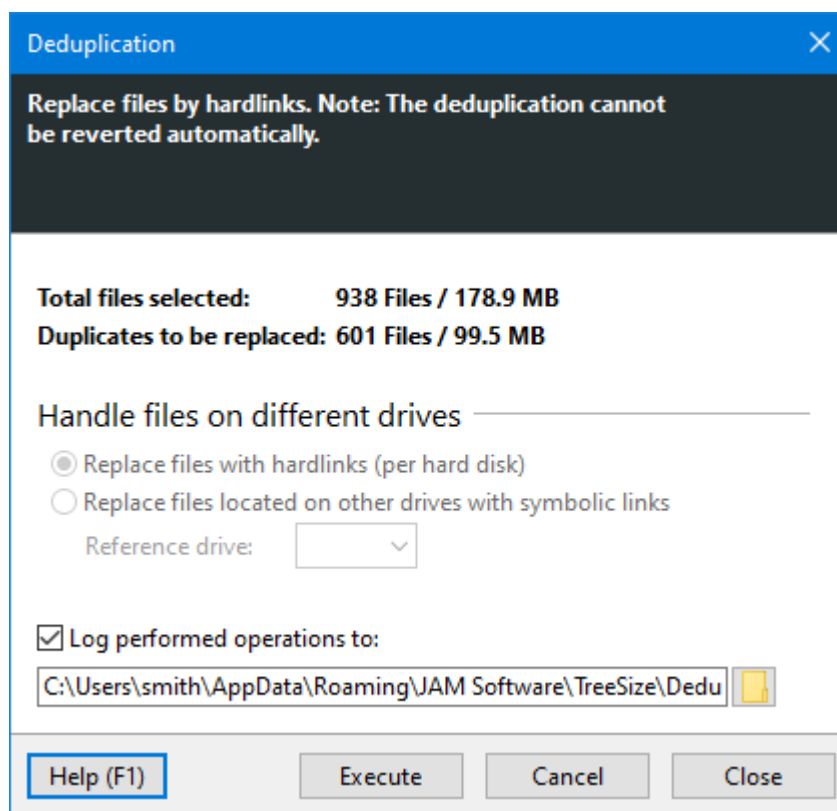 Deduplication
Replace files by hardlinks. Note: The deduplication cannot
be reverted automatically.
Total files selected: 938 Files / 178.9 MB
Duplicates to be replaced: 601 Files / 99.5 MB
Handle files on different drives
Replace files with hardlinks (per hard disk)
Replace files located on other drives with symbolic links
Reference drive:
Log performed operations to:
C:\Users\smith\AppData\Roaming\JAM Software\TreeSize\Dedu
Help (F1) Execute Cancel Close